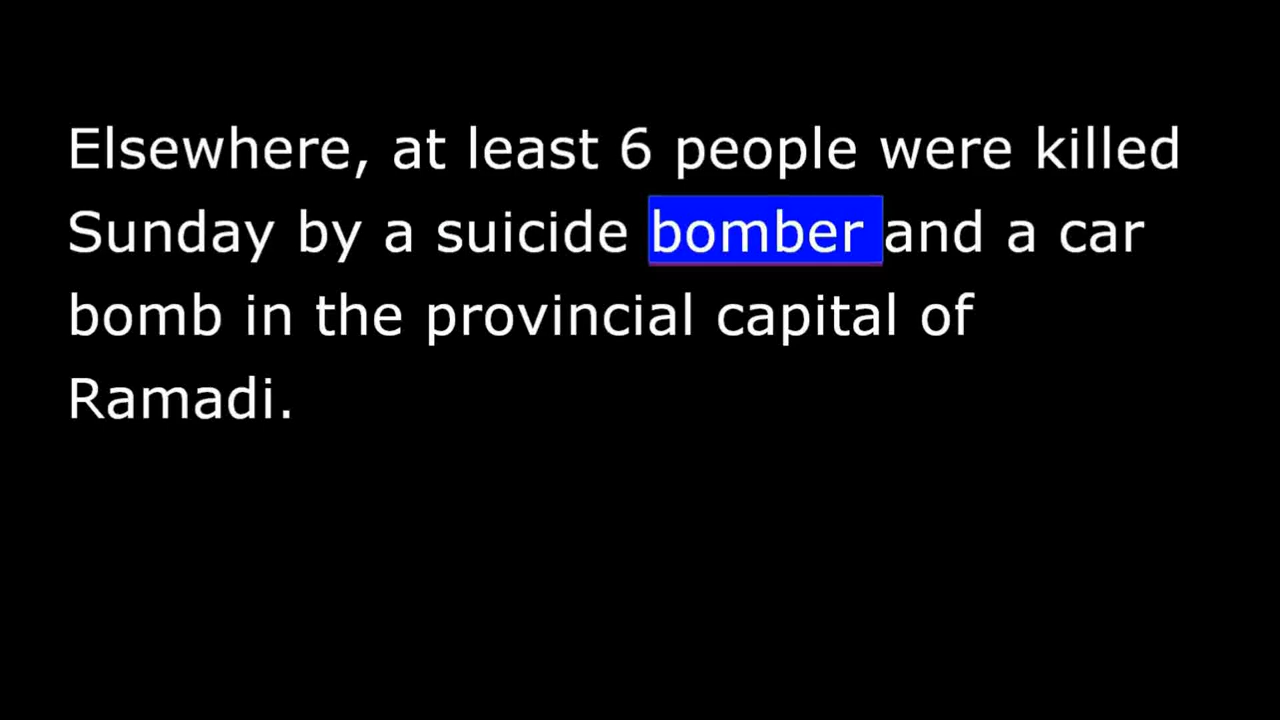 Elsewhere, at least 6 people were killed
Sunday by a suicide bomber and a car
bomb in the provincial capital of
Ramadi.